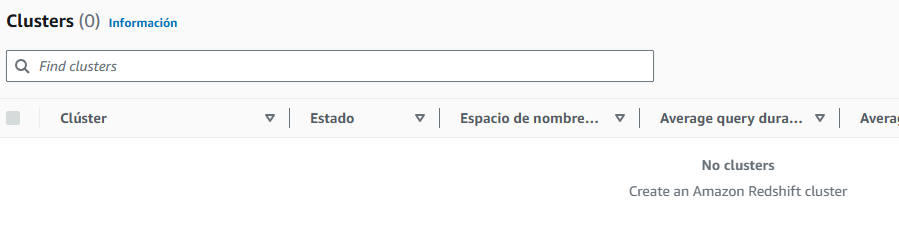 Clusters (0) Información
Find clusters
Clúster Estado Espacio de nombre... Average query dura... Avera
No clusters
Create an Amazon Redshift cluster